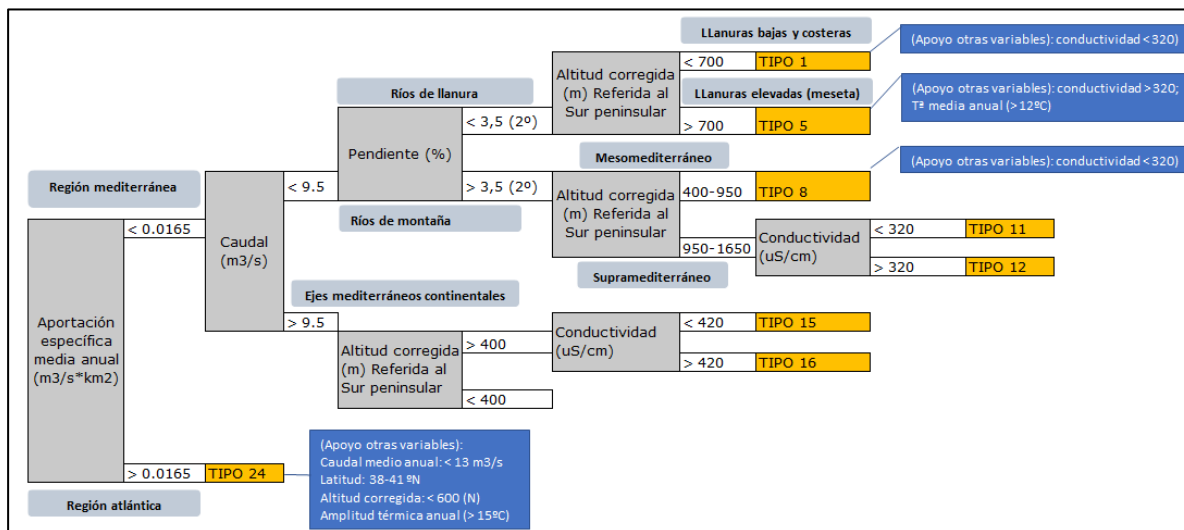 LLanuras bajas y costeras
(Apoyo otras variables): conductividad <320)
Altitud corregida
(m) Referida al
Sur peninsular
< 700
TIPO 1
Ríos de llanura
LLanuras elevadas (meseta)
(Apoyo otras variables): conductividad >320;
Tª media anual (>12ºC)
< 3,5 (2º)
> 700
TIPO 5
Pendiente (%)
Mesomediterráneo
(Apoyo otras variables): conductividad <320)
Región mediterránea
< 9.5
> 3,5 (2º)
Altitud corregida
(m) Referida al
Sur peninsular
400-950
TIPO 8
Ríos de montaña
< 0.0165
Caudal
(m3/s)
950-1650
Conductividad
(uS/cm)
< 320
TIPO 11
> 320
TIPO 12
Supramediterráneo
Ejes mediterráneos continentales
> 9.5
Aportación
específica
media anual
(m3/s*km2)
Altitud corregida
(m) Referida al
Sur peninsular
> 400
Conductividad
(uS/cm)
< 420
TIPO 15
> 420
TIPO 16
< 400
> 0.0165
TIPO 24
(Apoyo otras variables):
Caudal medio anual: < 13 m3/s
Latitud: 38-41 ºN
Altitud corregida: < 600 (N)
Amplitud térmica anual (> 15ºC)
Región atlántica